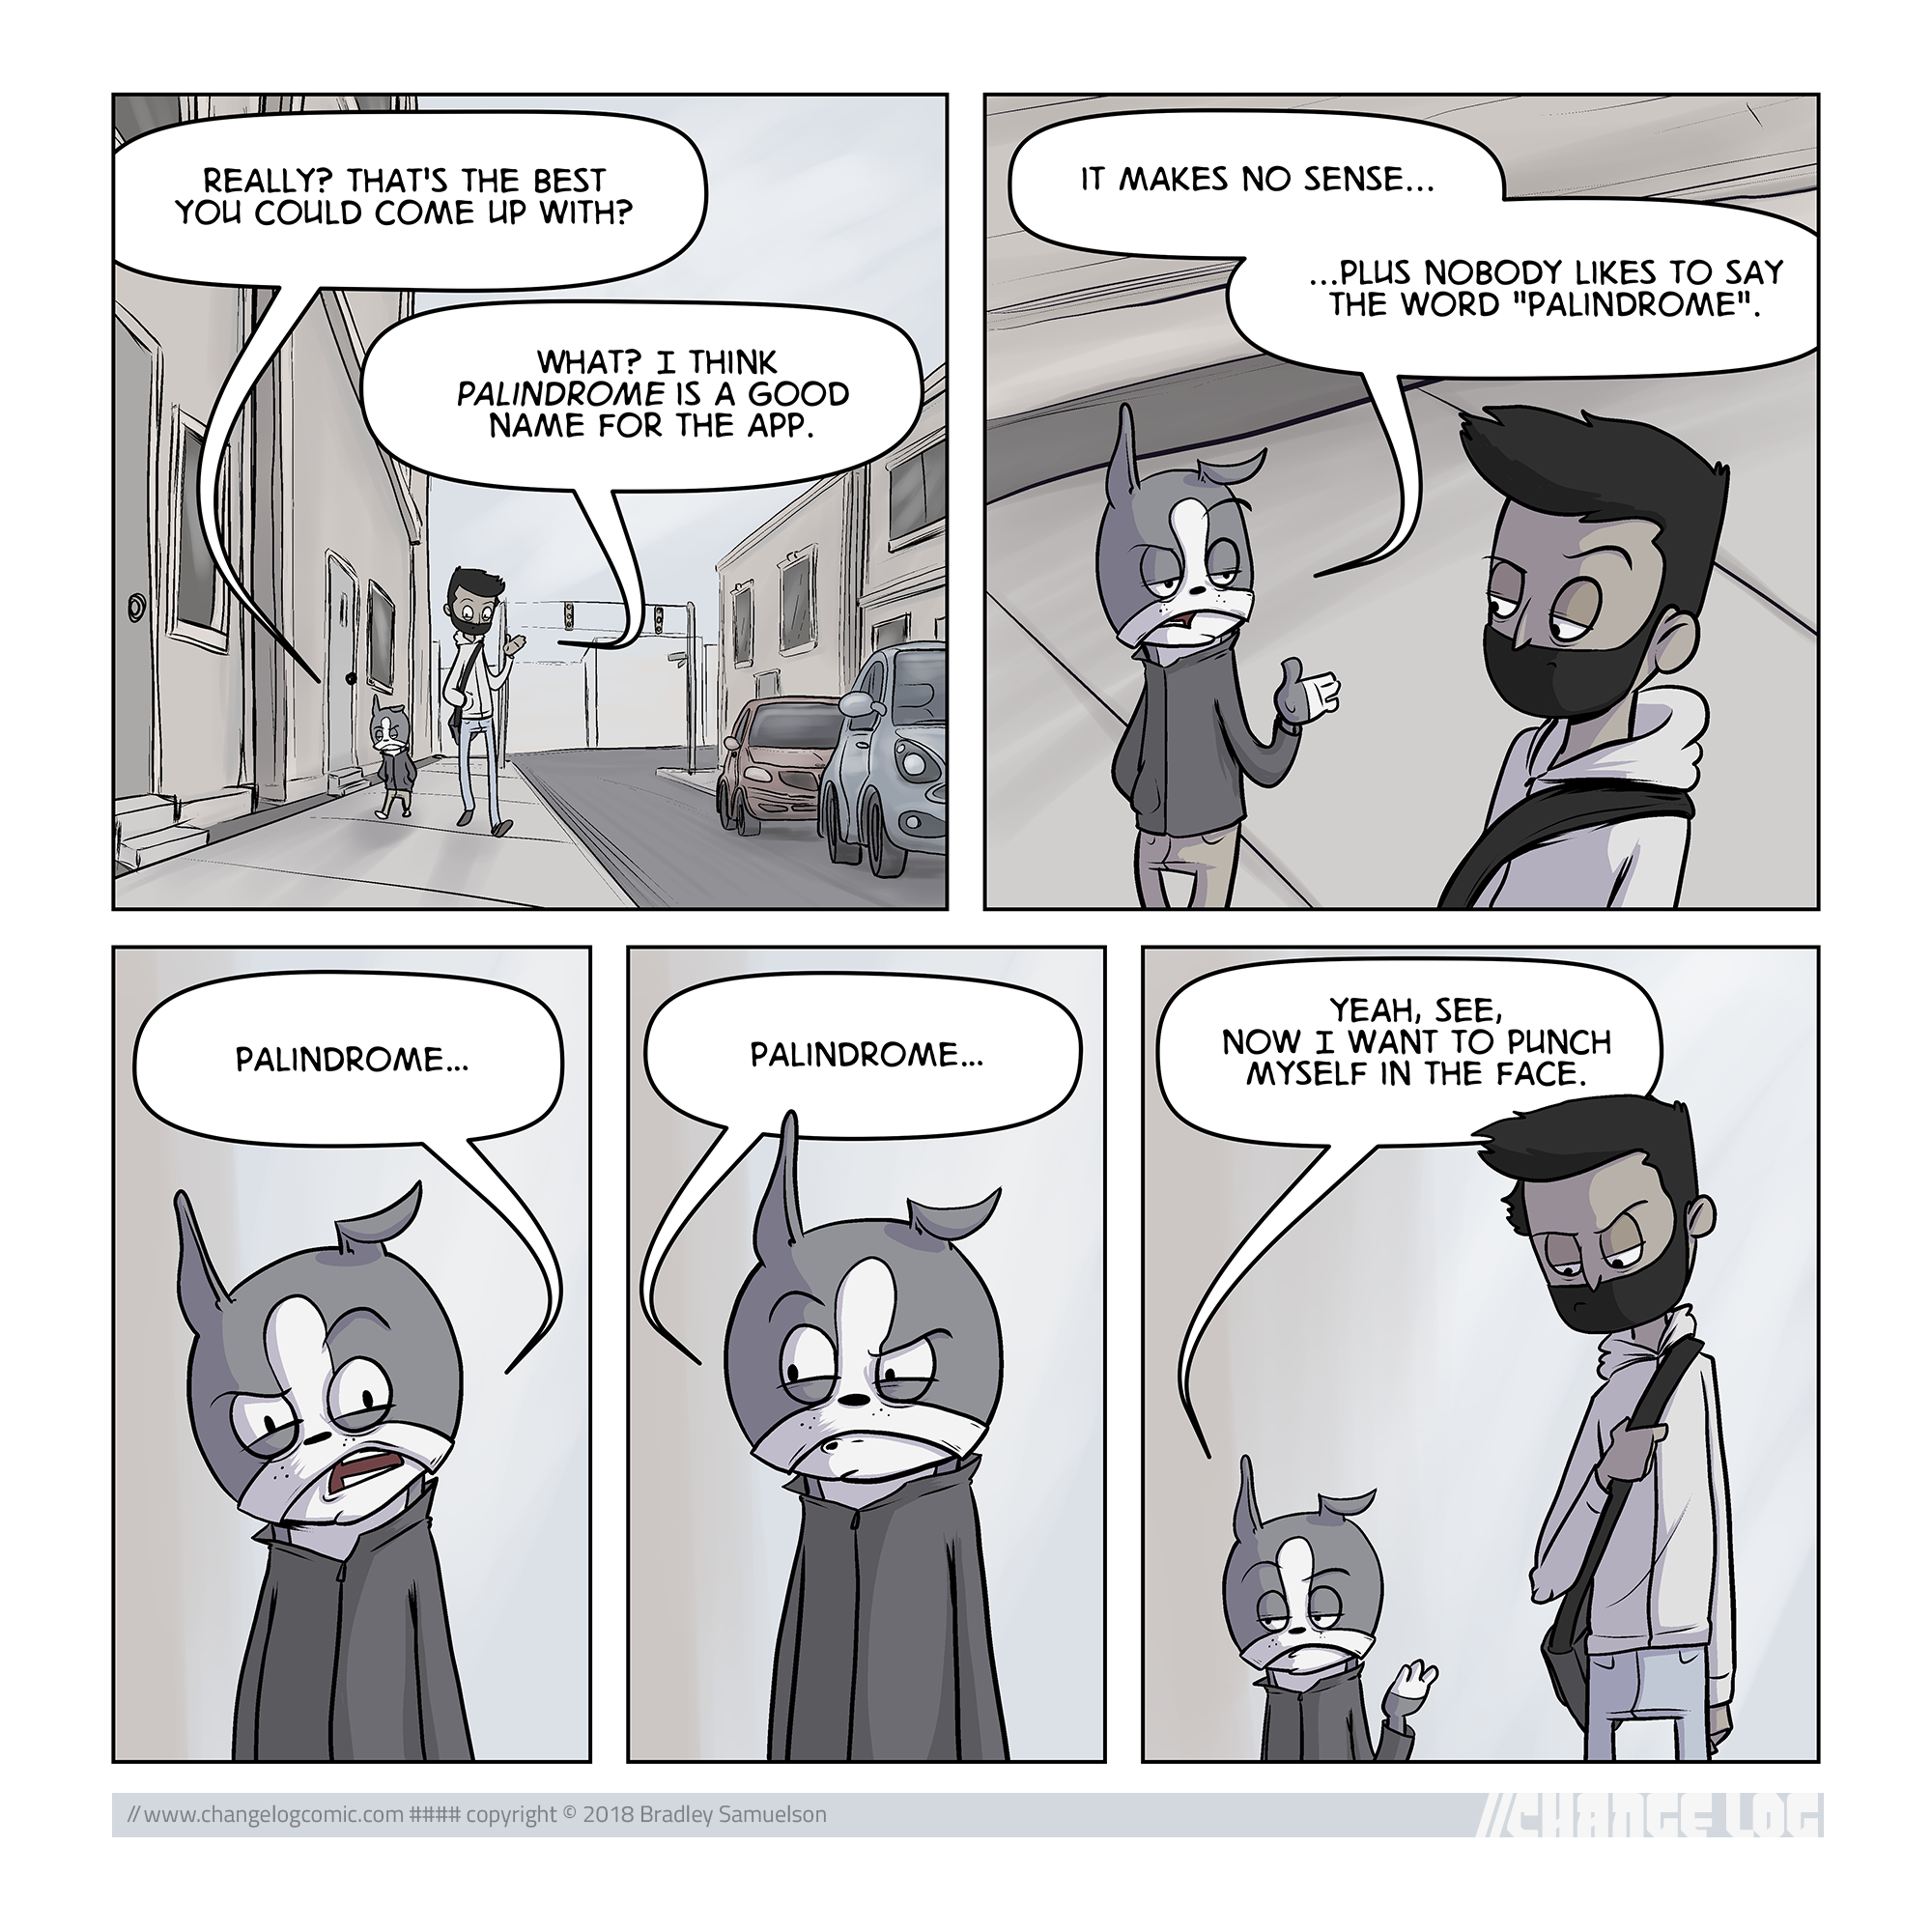 REALLY? THAT'S THE BEST
YOU COULD COME UP WITH?
WHAT? I THINK
PALINDROME IS A GOOD
NAME FOR THE APP.
IT MAKES NO SENSE...
...PLUS NOBODY LIKES TO SAY
THE WORD "PALINDROME".
PALINDROME...
PALINDROME...
YEAH, SEE,
NOW I WANT TO PUNCH
MYSELF IN THE FACE.
//www.changelogcomic.com #### copyright © 2018 Bradley Samuelson
//CHANGE LOG